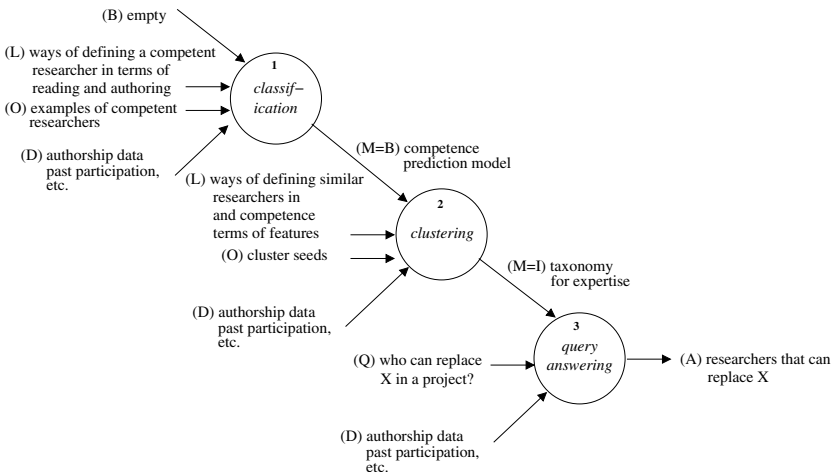 (B) empty
(L) ways of defining a competent
researcher in terms of
reading and authoring
(O) examples of competent
researchers
(D) authorship data
past participation,
etc.
1
classif-
ication
(M=B) competence
prediction model
(L) ways of defining similar
researchers in
and competence
terms of features
(O) cluster seeds
(D) authorship data
past participation,
etc.
2
clustering
(M=I) taxonomy
for expertise
(Q) who can replace
X in a project?
(D) authorship data
past participation,
etc.
3
query
answering
(A) researchers that can
replace X